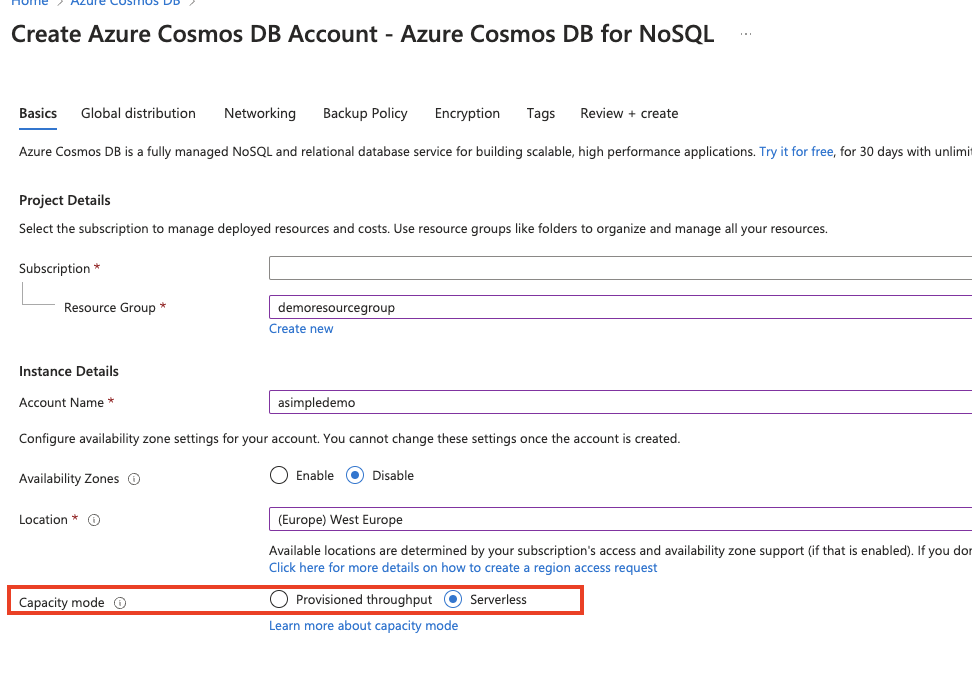 Home > Azure Cosmos DB >
Create Azure Cosmos DB Account - Azure Cosmos DB for NoSQL ...
Basics Global distribution Networking Backup Policy Encryption Tags Review + create
Azure Cosmos DB is a fully managed NoSQL and relational database service for building scalable, high performance applications. Try it for free, for 30 days with unlimit
Project Details
Select the subscription to manage deployed resources and costs. Use resource groups like folders to organize and manage all your resources.
Subscription *
Resource Group * demoresourcegroup
Create new
Instance Details
Account Name * asimpledemo
Configure availability zone settings for your account. You cannot change these settings once the account is created.
Availability Zones Enable Disable
Location * (Europe) West Europe
Available locations are determined by your subscription's access and availability zone support (if that is enabled). If you don
Click here for more details on how to create a region access request
Capacity mode Provisioned throughput Serverless
Learn more about capacity mode